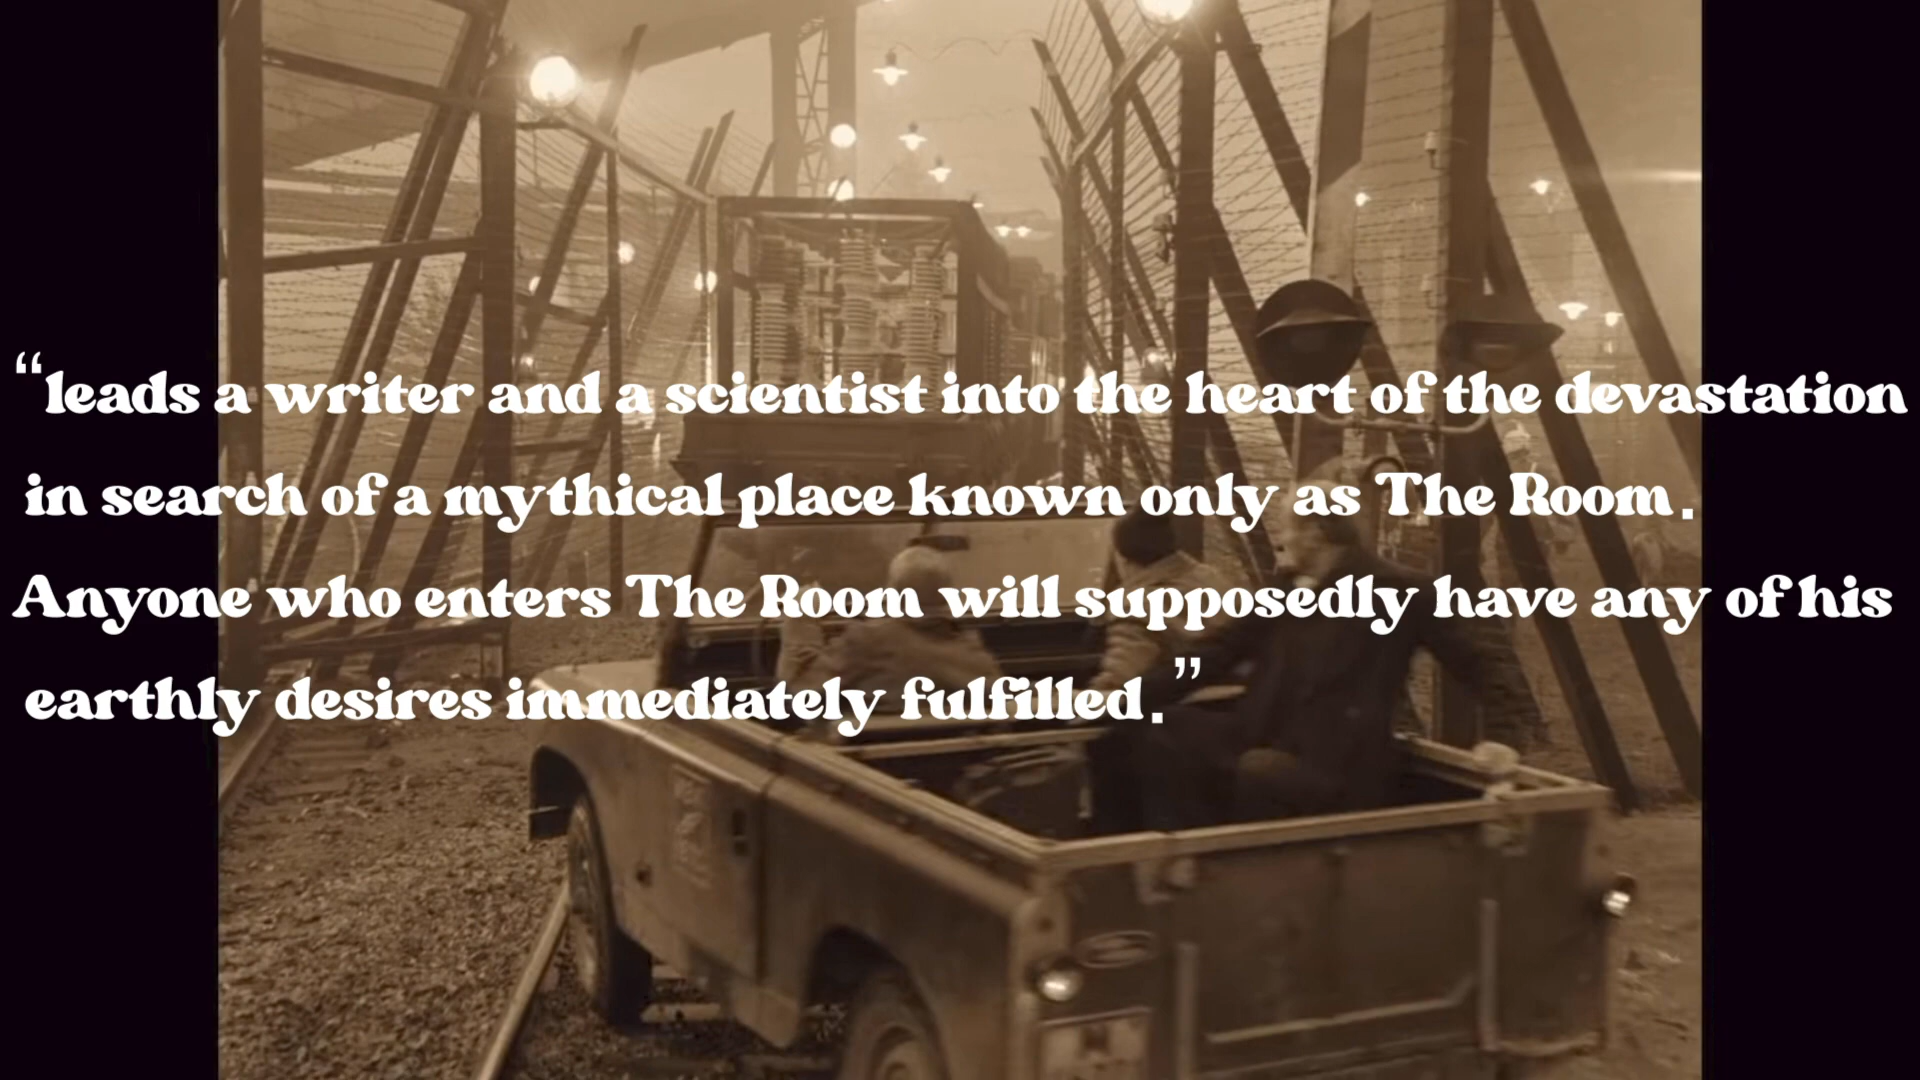 “leads a writer and a scientist into the heart of the devastation
in search of a mythical place known only as The Room.
Anyone who enters The Room will supposedly have any of his
earthly desires immediately fulfilled.”